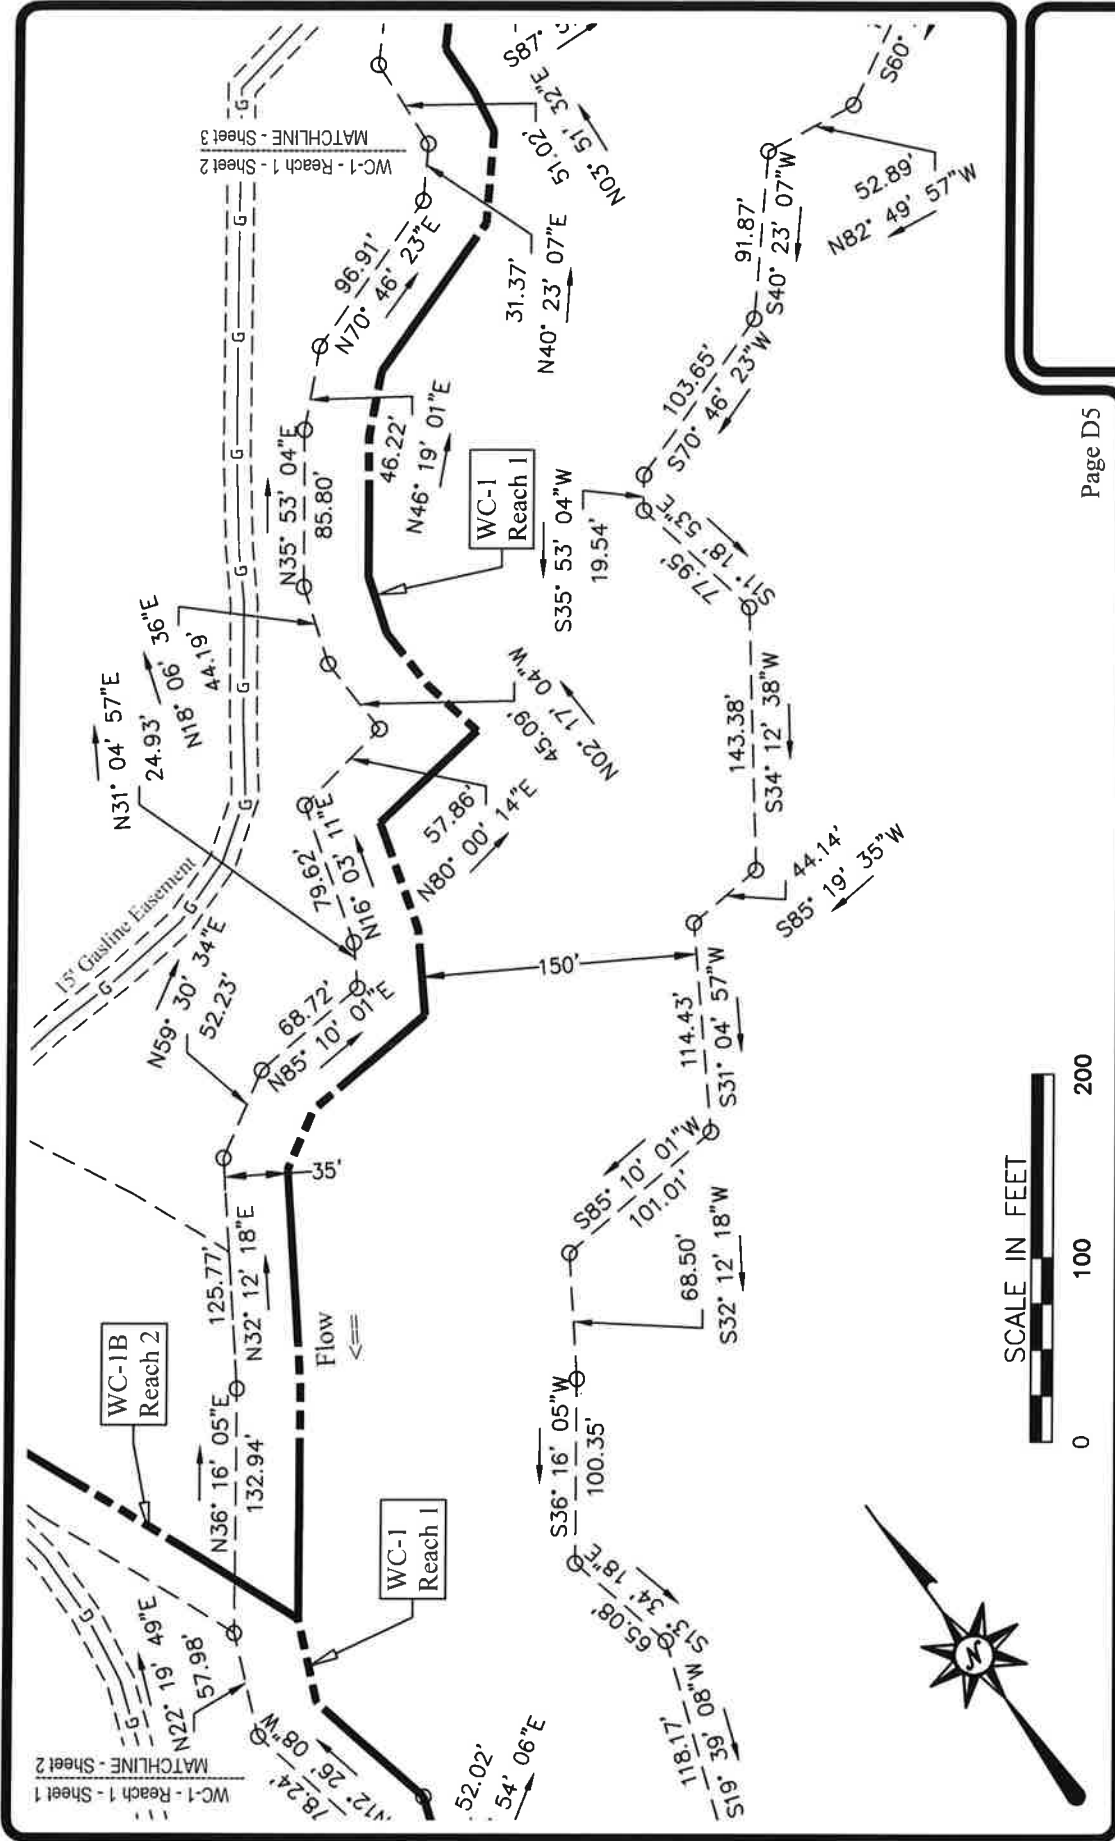 WC-1 - Reach 1 - Sheet 1
MATCHLINE - Sheet 2
78.24'
N12° 26' 08"W
N22° 19' 49"E
57.98'
WC-1B
Reach 2
N36° 16' 05"E
132.94'
125.77'
N32° 12' 18"E
Flow
<==
35'
N59° 30' 34"E
52.23'
15' Gasline Easement
G
G
G
G
G
G
G
G
G
G
G
G
68.72'
N85° 10' 01"E
N31° 04' 57"E
24.93'
79.62'
N16° 03' 11"E
57.86'
N80° 00' 14"E
N18° 06' 36"E
44.19'
45.09'
N02° 17' 04"W
N35° 53' 04"E
85.80'
46.22'
N46° 19' 01"E
96.91'
N70° 46' 23"E
WC-1 - Reach 1 - Sheet 2
MATCHLINE - Sheet 3
31.37'
N40° 23' 07"E
51.02'
N03° 51' 32"E
S87°
WC-1
Reach 1
WC-1
Reach 1
150'
52.02'
54' 06"E
118.17'
S19° 39' 08"W
65.08'
S13° 34' 18"E
S36° 16' 05"W
100.35'
68.50'
S32° 12' 18"W
S85° 10' 01"W
101.01'
114.43'
S31° 04' 57"W
44.14'
S85° 19' 35"W
143.38'
S34° 12' 38"W
77.95'
S11° 18' 53"E
S35° 53' 04"W
19.54'
103.65'
S70° 46' 23"W
91.87'
S40° 23' 07"W
52.89'
N82° 49' 57"W
S60°
N
SCALE IN FEET
0
100
200
Page D5